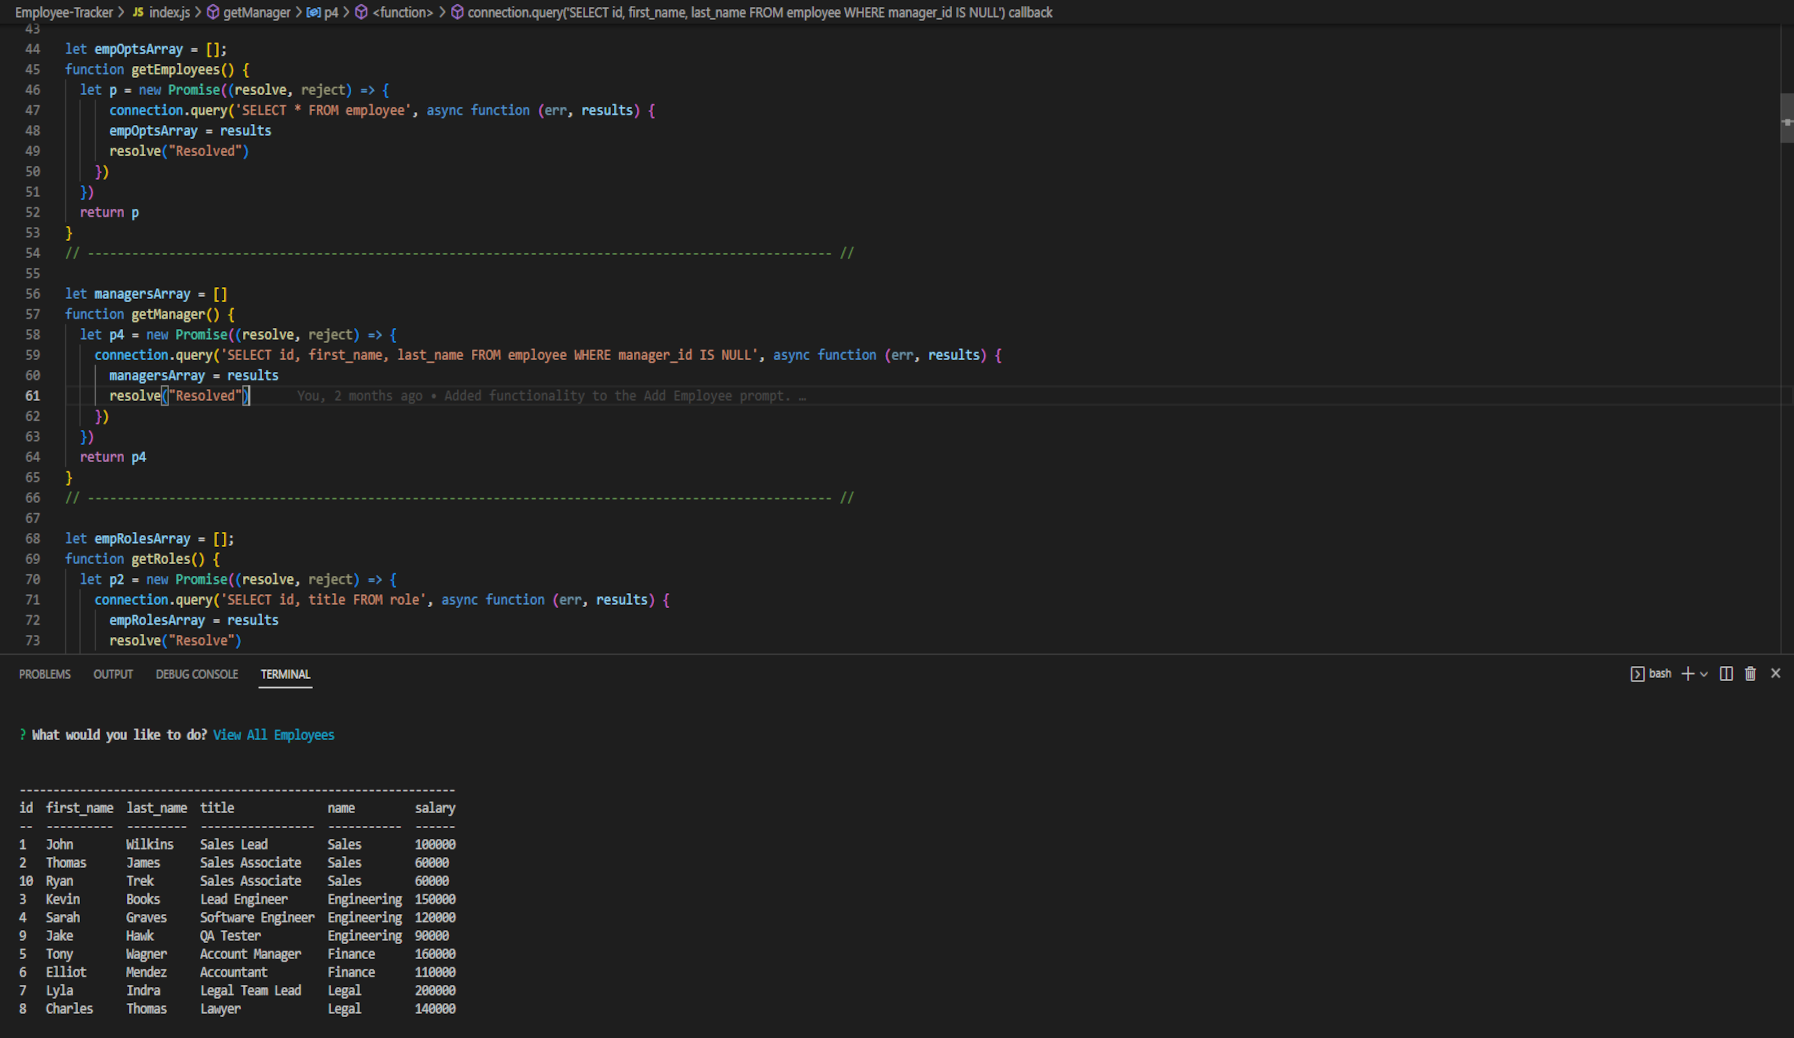 Employee-Tracker > JS index.js > getManager > p4 > <function> > connection.query('SELECT id, first_name, last_name FROM employee WHERE manager_id IS NULL') callback
43
44 let empOptsArray = [];
45 function getEmployees() {
46 let p = new Promise((resolve, reject) => {
47 connection.query('SELECT * FROM employee', async function (err, results) {
48 empOptsArray = results
49 resolve("Resolved")
50 })
51 })
52 return p
53 }
54 // ----------------------------------------------------------------------------------------------------- //
55
56 let managersArray = []
57 function getManager() {
58 let p4 = new Promise((resolve, reject) => {
59 connection.query('SELECT id, first_name, last_name FROM employee WHERE manager_id IS NULL', async function (err, results) {
60 managersArray = results
61 resolve("Resolved") You, 2 months ago • Added functionality to the Add Employee prompt. …
62 })
63 })
64 return p4
65 }
66 // ----------------------------------------------------------------------------------------------------- //
67
68 let empRolesArray = [];
69 function getRoles() {
70 let p2 = new Promise((resolve, reject) => {
71 connection.query('SELECT id, title FROM role', async function (err, results) {
72 empRolesArray = results
73 resolve("Resolve")
PROBLEMS OUTPUT DEBUG CONSOLE TERMINAL bash
? What would you like to do? View All Employees
-----------------------------------------------------------------
id first_name last_name title name salary
-- ---------- --------- ----------------- ----------- ------
1 John Wilkins Sales Lead Sales 100000
2 Thomas James Sales Associate Sales 60000
10 Ryan Trek Sales Associate Sales 60000
3 Kevin Books Lead Engineer Engineering 150000
4 Sarah Graves Software Engineer Engineering 120000
9 Jake Hawk QA Tester Engineering 90000
5 Tony Wagner Account Manager Finance 160000
6 Elliot Mendez Accountant Finance 110000
7 Lyla Indra Legal Team Lead Legal 200000
8 Charles Thomas Lawyer Legal 140000